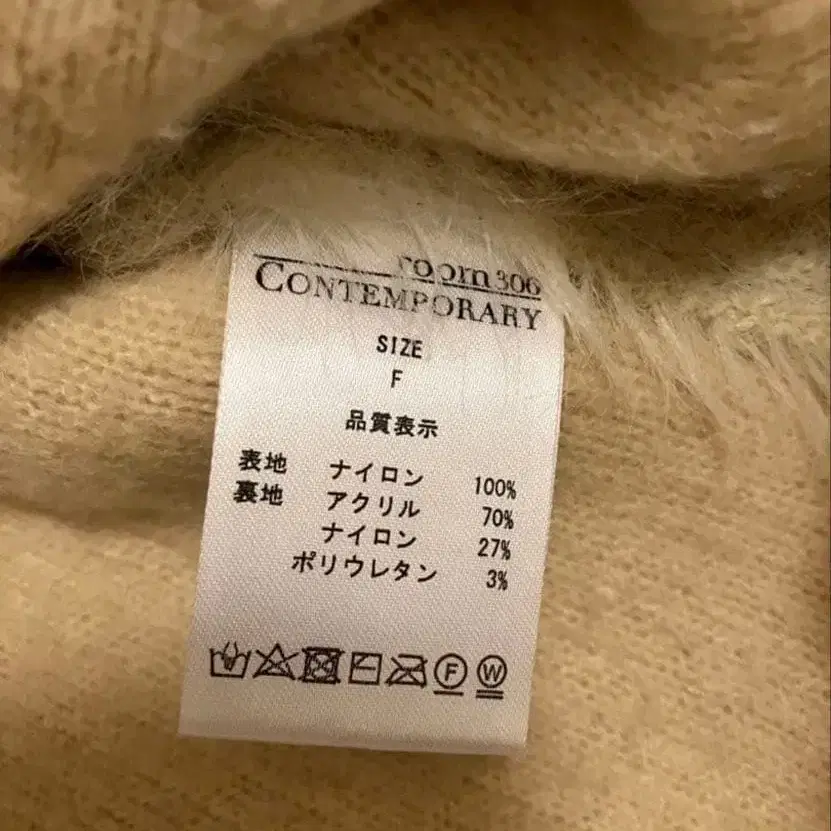 room306
CONTEMPORARY
SIZE
F
品質表示
表地 ナイロン 100%
裏地 アクリル 70%
ナイロン 27%
ポリウレタン 3%
F W